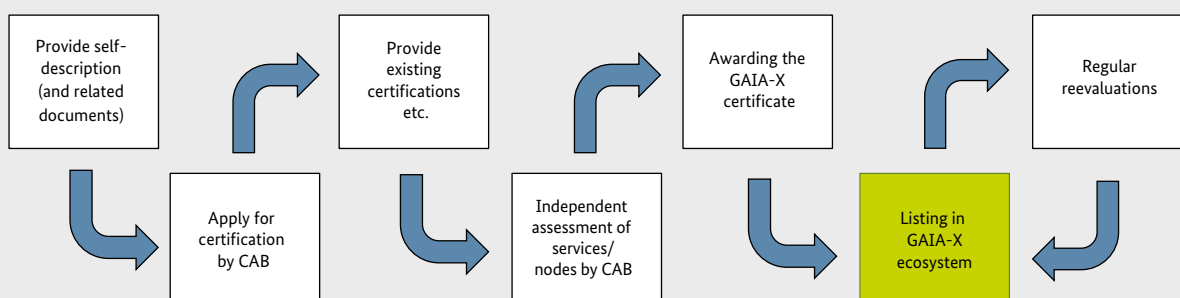 Provide self-
description
(and related
documents)
Apply for
certification
by CAB
Provide
existing
certifications
etc.
Independent
assessment of
services/
nodes by CAB
Awarding the
GAIA-X
certificate
Listing in
GAIA-X
ecosystem
Regular
reevaluations